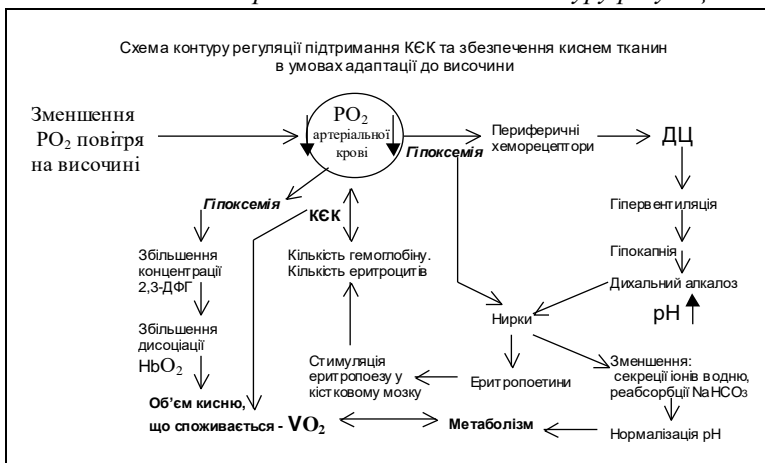 Схема контуру регуляції підтримання КЄК та збезпечення киснем тканин
в умовах адаптації до височини
Зменшення
PO2 повітря
на височині
PO2
артеріальної
крові
Гіпоксемія
Периферичні
хеморецептори
ДЦ
Гіпоксемія
КЄК
Гіпервентиляція
Збільшення
концентрації
2,3-ДФГ
Кількість гемоглобіну.
Кількість еритроцитів
Гіпокапнія
Дихальний алкалоз
pH
Нирки
Збільшення
дисоціації
HbO2
Стимуляція
еритропоезу у
кістковому мозку
Еритропоетини
Зменшення:
секреції іонів водню,
реабсорбції NaHCO3
Об’єм кисню,
що споживається - VO2
Метаболізм
Нормалізація pH